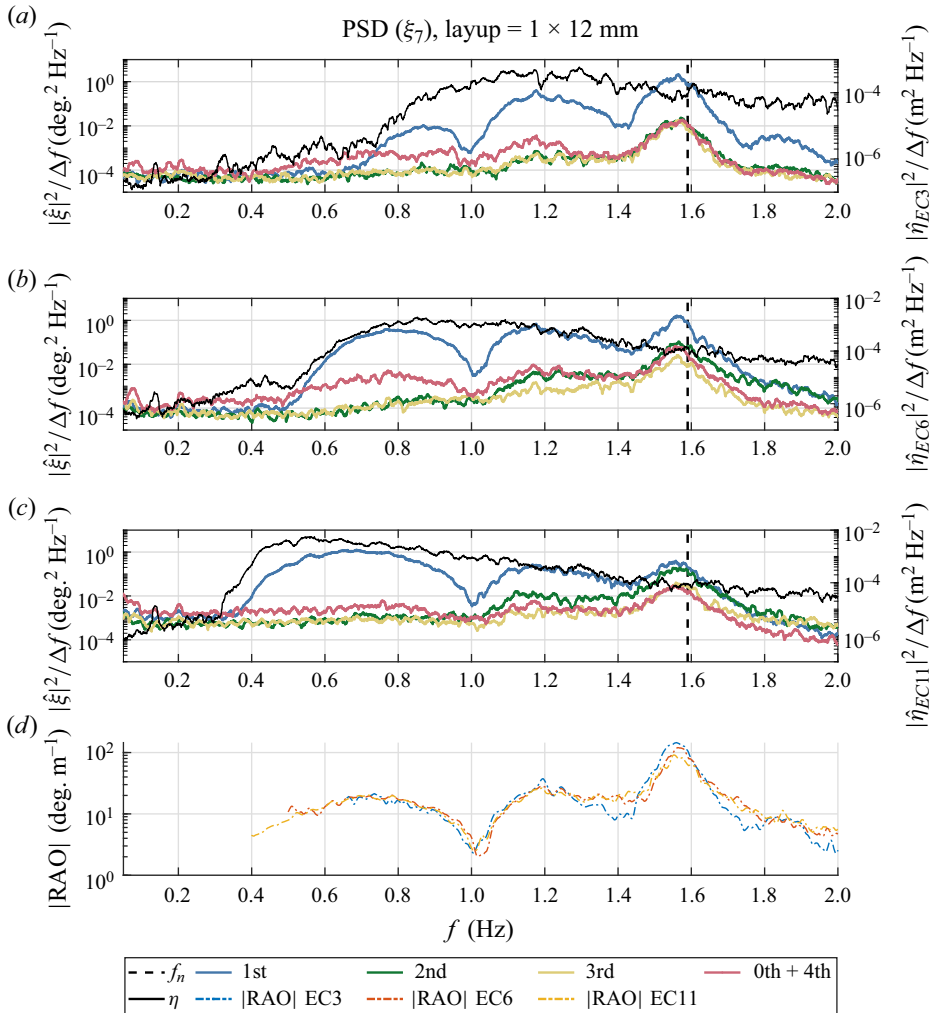 (a)
PSD (ξ₇), layup = 1 × 12 mm
|ξ̂|²/Δf (deg.² Hz⁻¹)
10⁰
10⁻²
10⁻⁴
10⁻⁴
10⁻⁶
|η̂EC3|²/Δf (m² Hz⁻¹)
0.2 0.4 0.6 0.8 1.0 1.2 1.4 1.6 1.8 2.0
(b)
|ξ̂|²/Δf (deg.² Hz⁻¹)
10⁰
10⁻²
10⁻⁴
10⁻²
10⁻⁴
10⁻⁶
|η̂EC6|²/Δf (m² Hz⁻¹)
0.2 0.4 0.6 0.8 1.0 1.2 1.4 1.6 1.8 2.0
(c)
|ξ̂|²/Δf (deg.² Hz⁻¹)
10⁰
10⁻²
10⁻⁴
10⁻²
10⁻⁴
10⁻⁶
|η̂EC11|²/Δf (m² Hz⁻¹)
0.2 0.4 0.6 0.8 1.0 1.2 1.4 1.6 1.8 2.0
(d)
|RAO| (deg. m⁻¹)
10²
10¹
10⁰
0.2 0.4 0.6 0.8 1.0 1.2 1.4 1.6 1.8 2.0
f (Hz)
fₙ 1st 2nd 3rd 0th + 4th
η |RAO| EC3 |RAO| EC6 |RAO| EC11